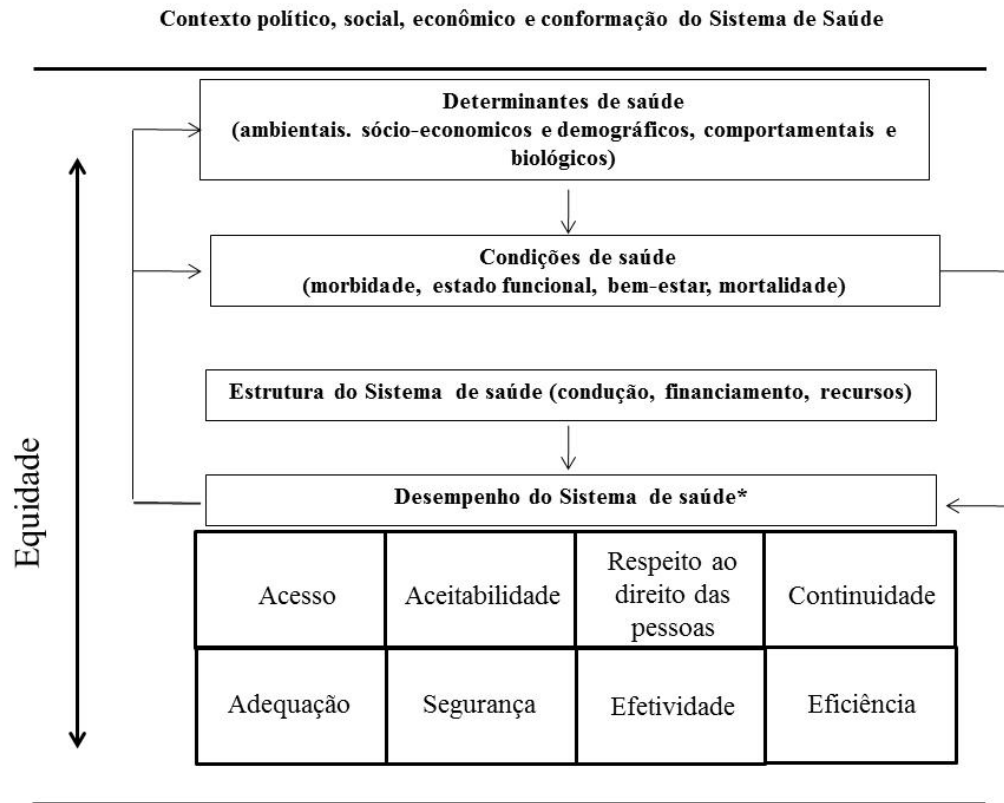 Contexto político, social, econômico e conformação do Sistema de Saúde
Determinantes de saúde
(ambientais. sócio-economicos e demográficos, comportamentais e
biológicos)
Condições de saúde
(morbidade, estado funcional, bem-estar, mortalidade)
Estrutura do Sistema de saúde (condução, financiamento, recursos)
Desempenho do Sistema de saúde*
Equidade
Acesso
Aceitabilidade
Respeito ao
direito das
pessoas
Continuidade
Adequação
Segurança
Efetividade
Eficiência